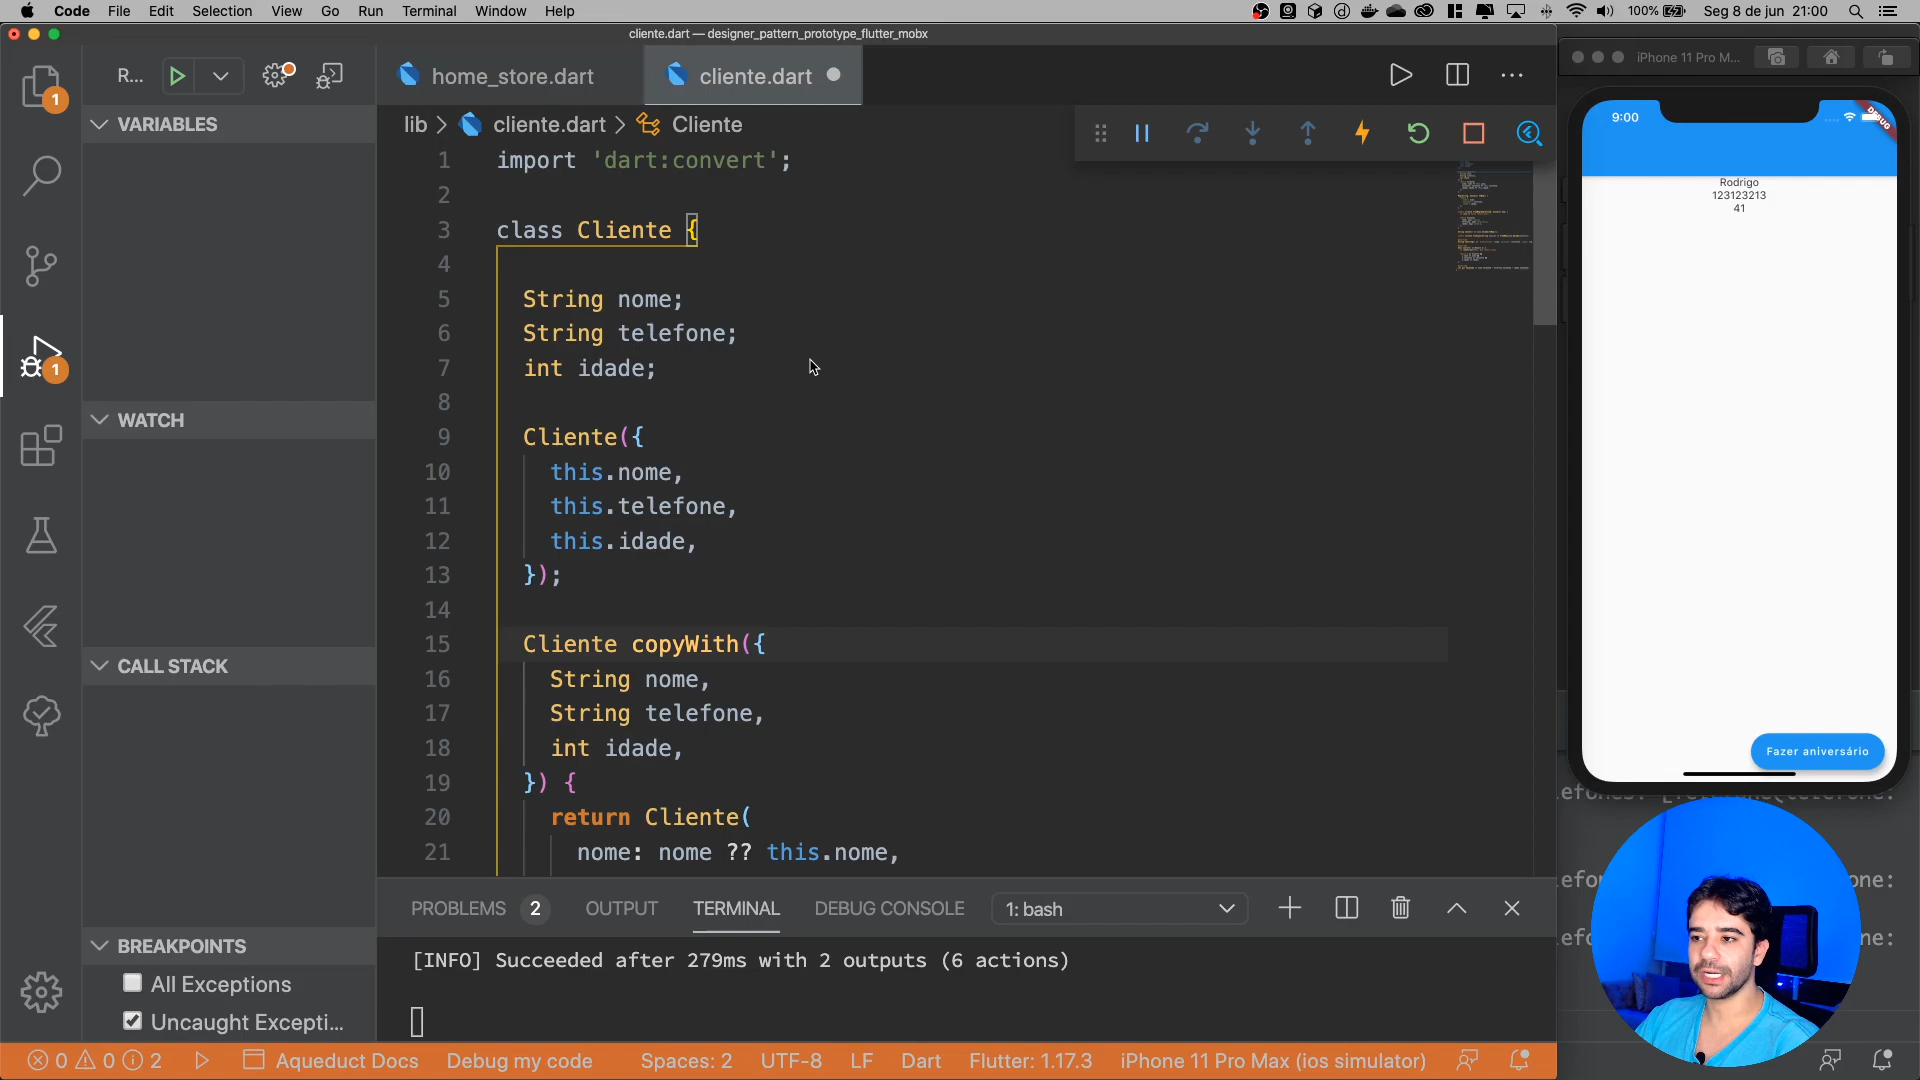 Code File Edit Selection View Go Run Terminal Window Help
100% Seg 8 de jun 21:00
cliente.dart — designer_pattern_prototype_flutter_mobx
iPhone 11 Pro M...
R...
home_store.dart
cliente.dart
VARIABLES
lib > cliente.dart > Cliente
1 import 'dart:convert';
2
3 class Cliente {
4
5 String nome;
6 String telefone;
7 int idade;
8
9 Cliente({
10 this.nome,
11 this.telefone,
12 this.idade,
13 });
14
15 Cliente copyWith({
16 String nome,
17 String telefone,
18 int idade,
19 }) {
20 return Cliente(
21 nome: nome ?? this.nome,
1
1
WATCH
CALL STACK
BREAKPOINTS
All Exceptions
Uncaught Excepti...
PROBLEMS 2 OUTPUT TERMINAL DEBUG CONSOLE 1: bash
[INFO] Succeeded after 279ms with 2 outputs (6 actions)
0 0 2 Aqueduct Docs Debug my code Spaces: 2 UTF-8 LF Dart Flutter: 1.17.3 iPhone 11 Pro Max (ios simulator)
9:00
DEBUG
Rodrigo
123123213
41
Fazer aniversário